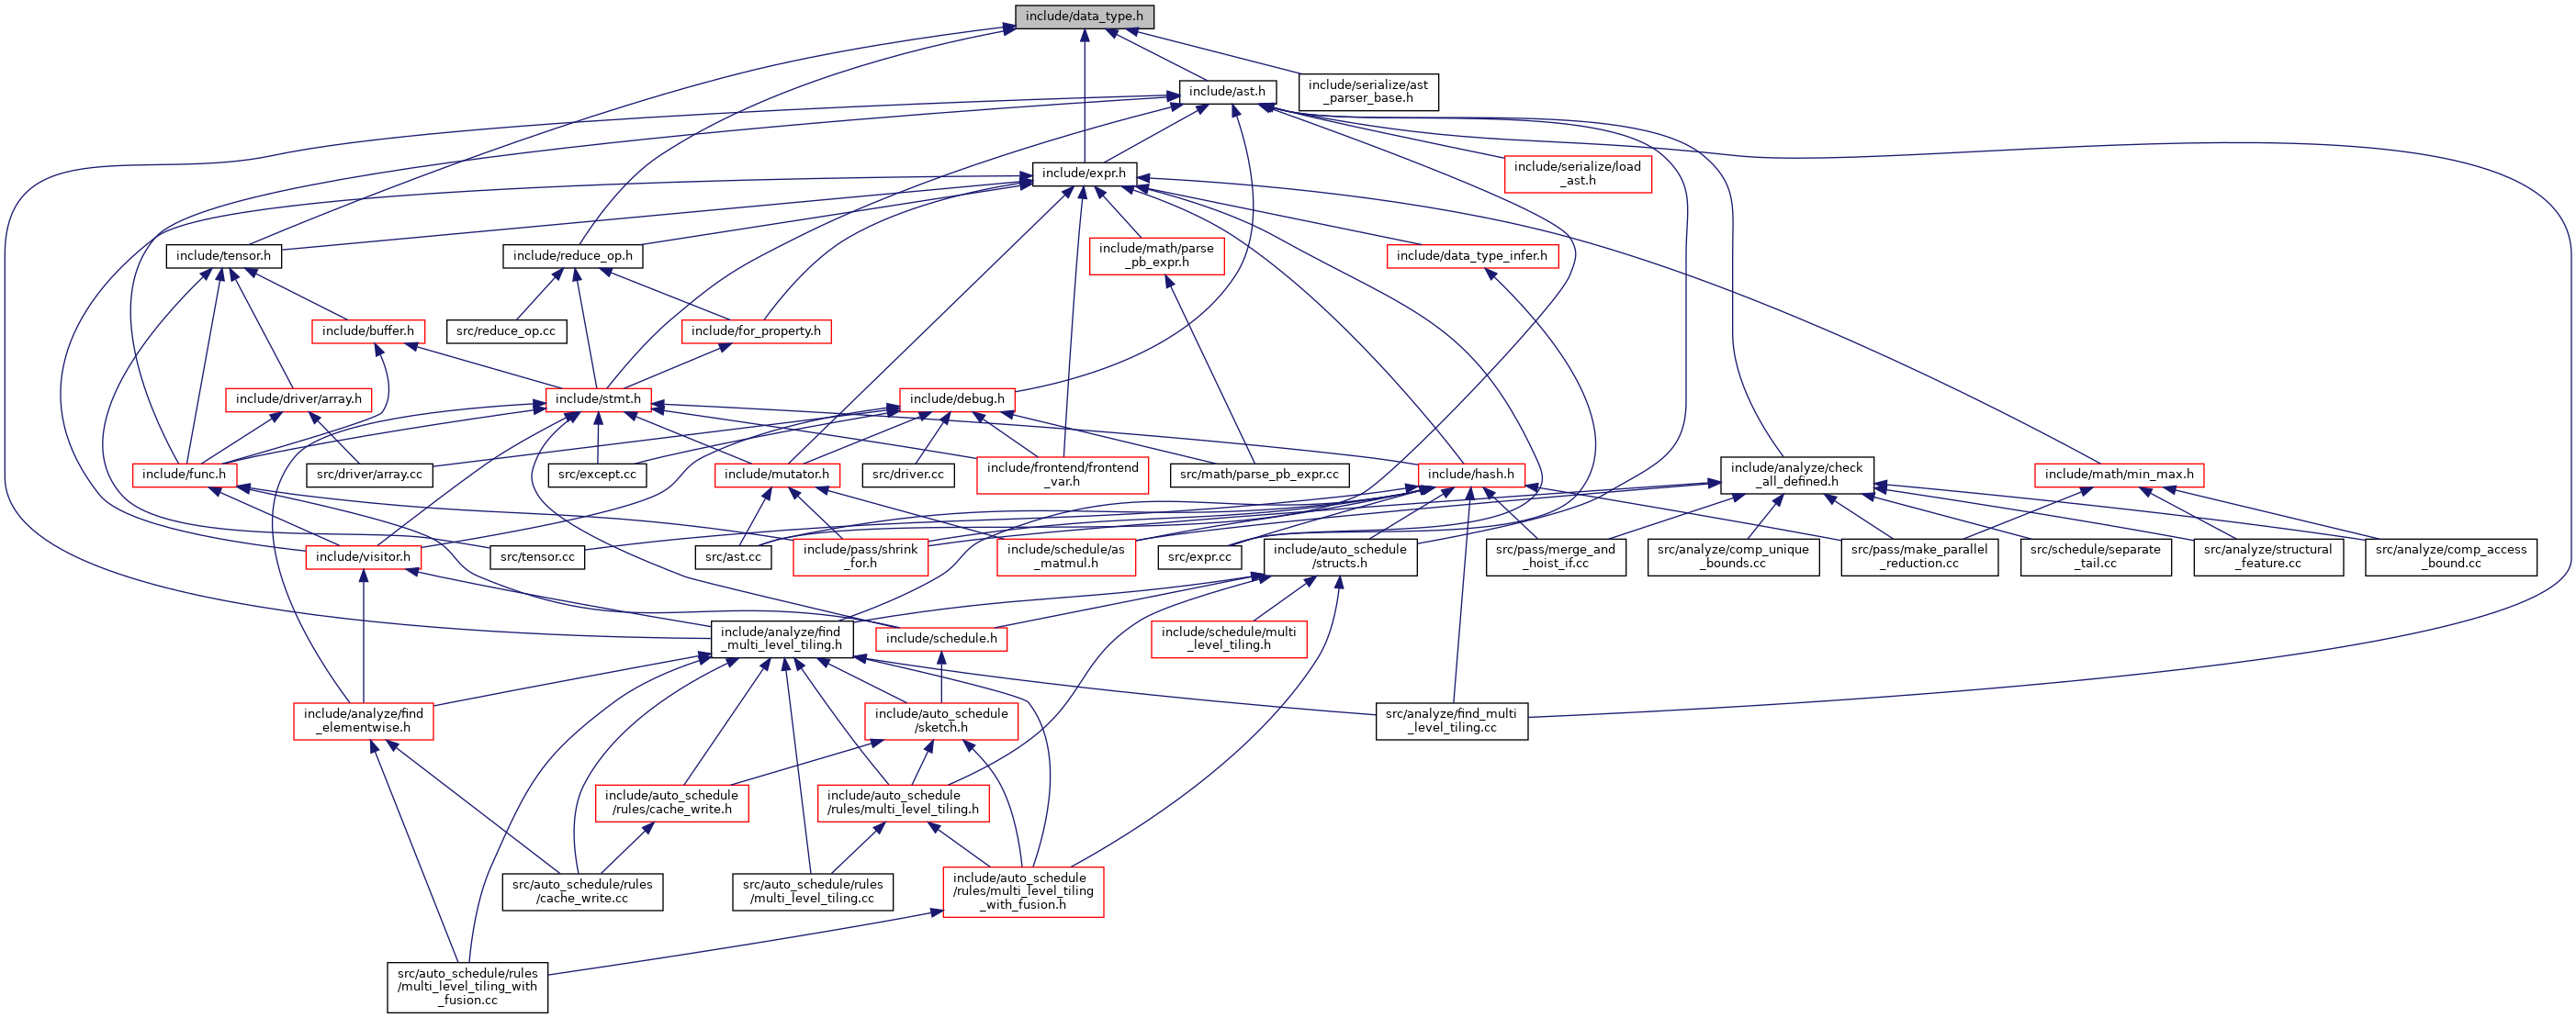 include/data_type.h
include/serialize/ast
_parser_base.h
include/ast.h
include/serialize/load
_ast.h
include/expr.h
include/tensor.h
include/reduce_op.h
include/math/parse
_pb_expr.h
include/data_type_infer.h
include/buffer.h
src/reduce_op.cc
include/for_property.h
include/driver/array.h
include/stmt.h
include/debug.h
include/func.h
src/driver/array.cc
src/except.cc
include/mutator.h
src/driver.cc
include/frontend/frontend
_var.h
src/math/parse_pb_expr.cc
include/hash.h
include/analyze/check
_all_defined.h
include/math/min_max.h
include/visitor.h
src/tensor.cc
src/ast.cc
include/pass/shrink
_for.h
include/schedule/as
_matmul.h
src/expr.cc
include/auto_schedule
/structs.h
src/pass/merge_and
_hoist_if.cc
src/analyze/comp_unique
_bounds.cc
src/pass/make_parallel
_reduction.cc
src/schedule/separate
_tail.cc
src/analyze/structural
_feature.cc
src/analyze/comp_access
_bound.cc
include/analyze/find
_multi_level_tiling.h
include/schedule.h
include/schedule/multi
_level_tiling.h
include/analyze/find
_elementwise.h
include/auto_schedule
/sketch.h
src/analyze/find_multi
_level_tiling.cc
include/auto_schedule
/rules/cache_write.h
include/auto_schedule
/rules/multi_level_tiling.h
src/auto_schedule/rules
/cache_write.cc
src/auto_schedule/rules
/multi_level_tiling.cc
include/auto_schedule
/rules/multi_level_tiling
_with_fusion.h
src/auto_schedule/rules
/multi_level_tiling_with
_fusion.cc